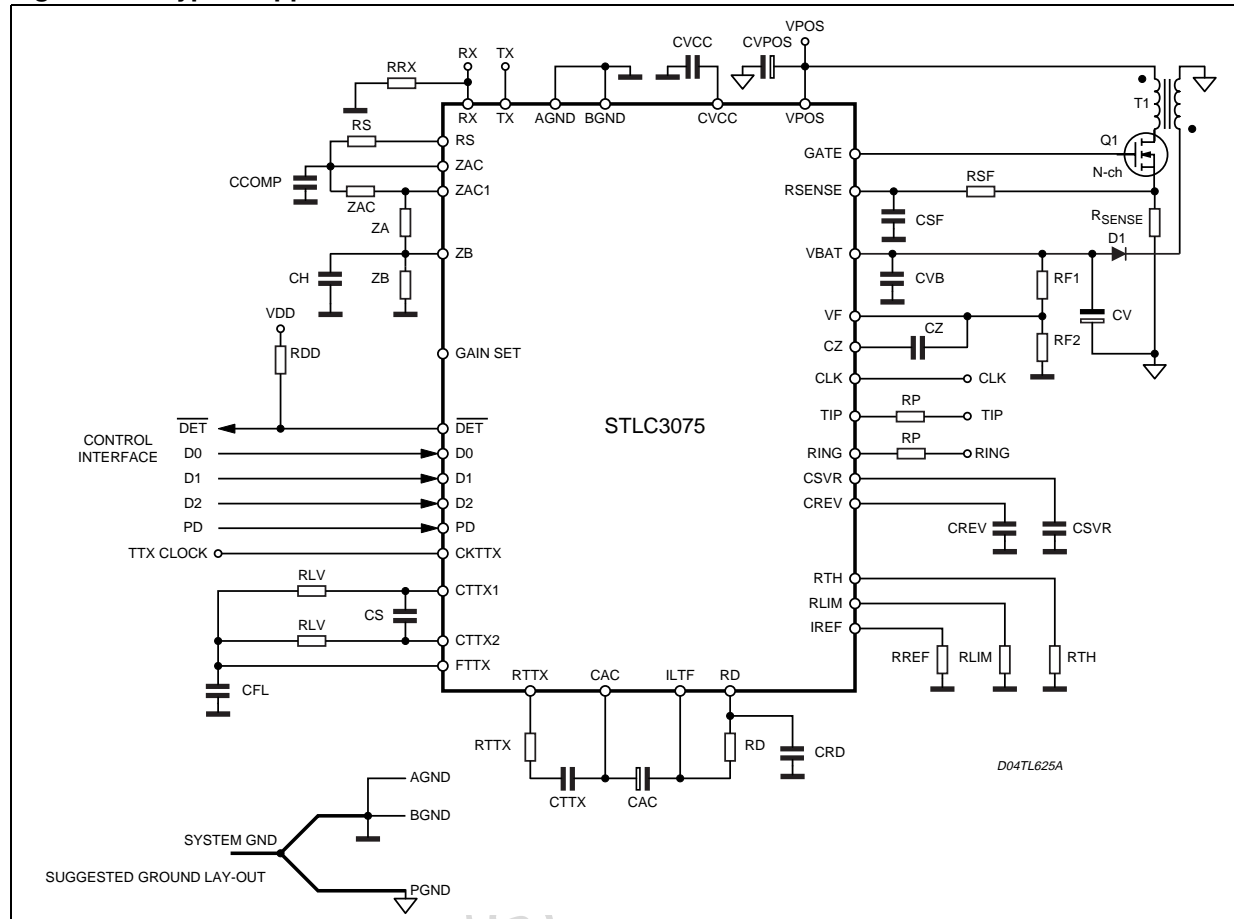 VPOS
RX TX
CVCC CVPOS
RRX
T1
RX TX AGND BGND CVCC VPOS
RS
RS
ZAC
GATE
Q1
N-ch
CCOMP
ZAC
ZAC1
RSENSE
RSF
CSF
RSENSE
ZA
D1
ZB
VBAT
CH
ZB
CVB
RF1
VDD
VF
CV
RDD
CZ
CZ
RF2
GAIN SET
CLK
CLK
TIP
RP
TIP
STLC3075
DET
DET
CONTROL
INTERFACE
RING
RP
RING
D0
D0
D1
D1
CSVR
D2
D2
CREV
PD
PD
CREV
CSVR
TTX CLOCK
CKTTX
RTH
RLV
CTTX1
RLIM
CS
IREF
RLV
CTTX2
FTTX
RREF
RLIM
RTH
CFL
RTTX CAC ILTF RD
RTTX
RD
CRD
CTTX
CAC
D04TL625A
AGND
BGND
SYSTEM GND
SUGGESTED GROUND LAY-OUT
PGND